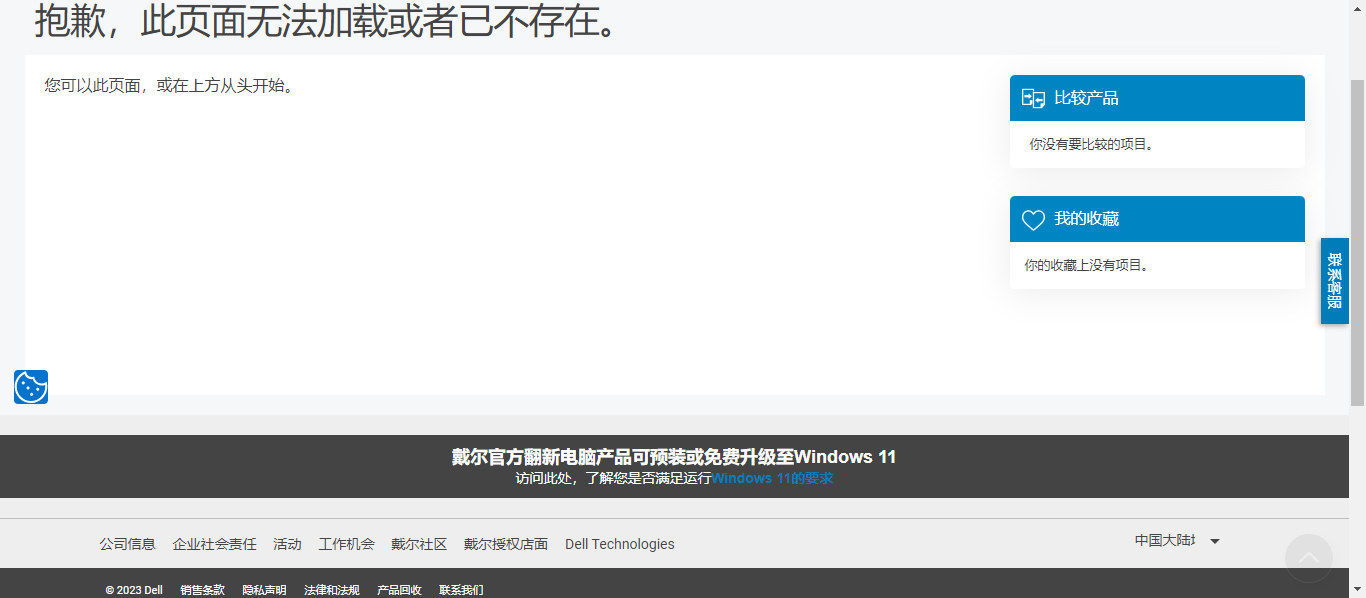 抱歉，此页面无法加载或者已不存在。
您可以此页面，或在上方从头开始。
比较产品
你没有要比较的项目。
我的收藏
你的收藏上没有项目。
联系客服
戴尔官方翻新电脑产品可预装或免费升级至Windows 11
访问此处，了解您是否满足运行Windows 11的要求
公司信息 企业社会责任 活动 工作机会 戴尔社区 戴尔授权店面 Dell Technologies 中国大陆
© 2023 Dell 销售条款 隐私声明 法律和法规 产品回收 联系我们